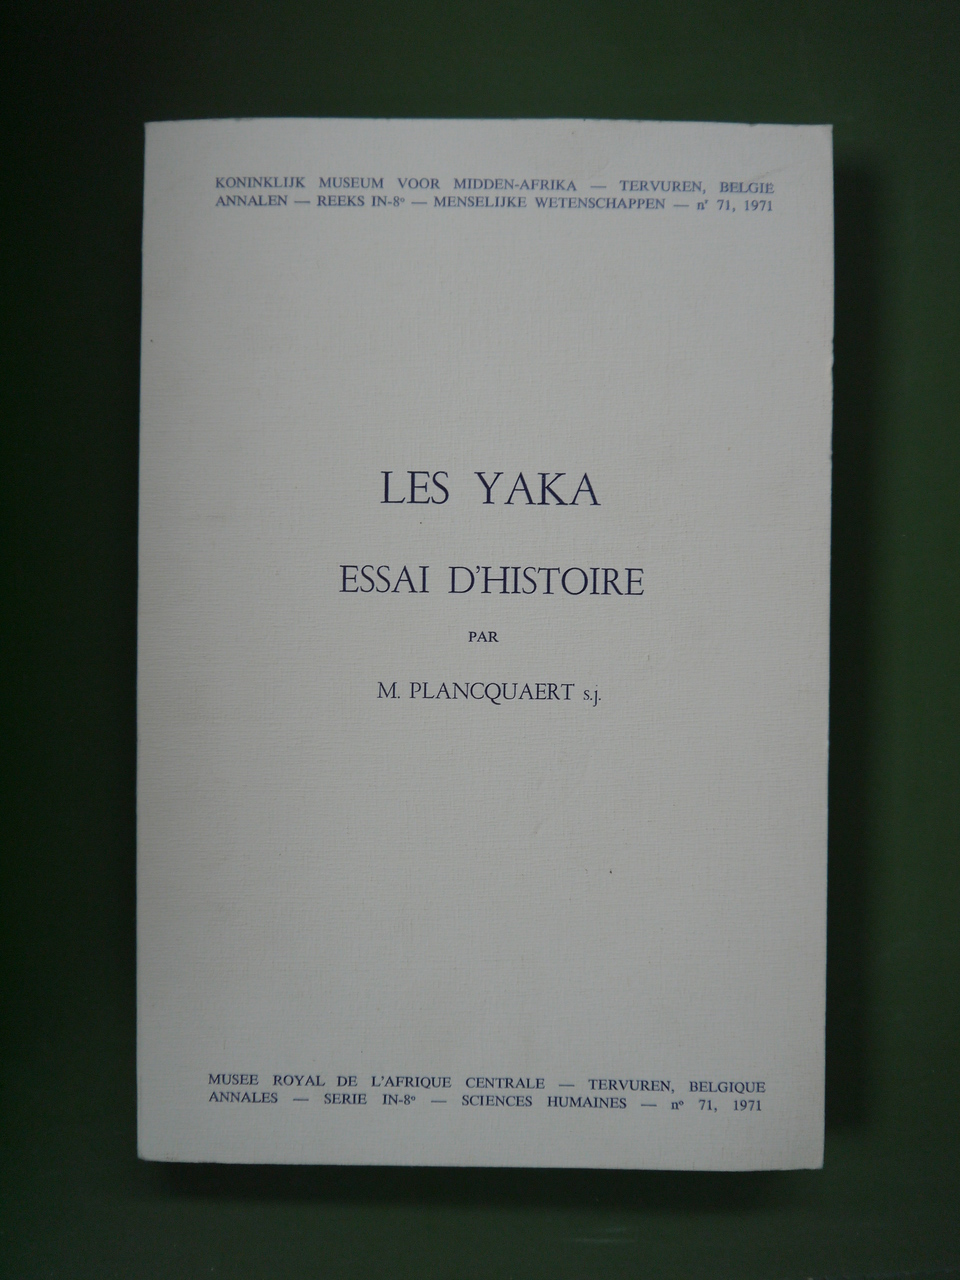 KONINKLIJK MUSEUM VOOR MIDDEN-AFRIKA — TERVUREN, BELGIE
ANNALEN — REEKS IN-8° — MENSELIJKE WETENSCHAPPEN — n° 71, 1971
LES YAKA
ESSAI D'HISTOIRE
PAR
M. PLANCQUAERT s.j.
MUSEE ROYAL DE L'AFRIQUE CENTRALE — TERVUREN, BELGIQUE
ANNALES — SERIE IN-8° — SCIENCES HUMAINES — n° 71, 1971